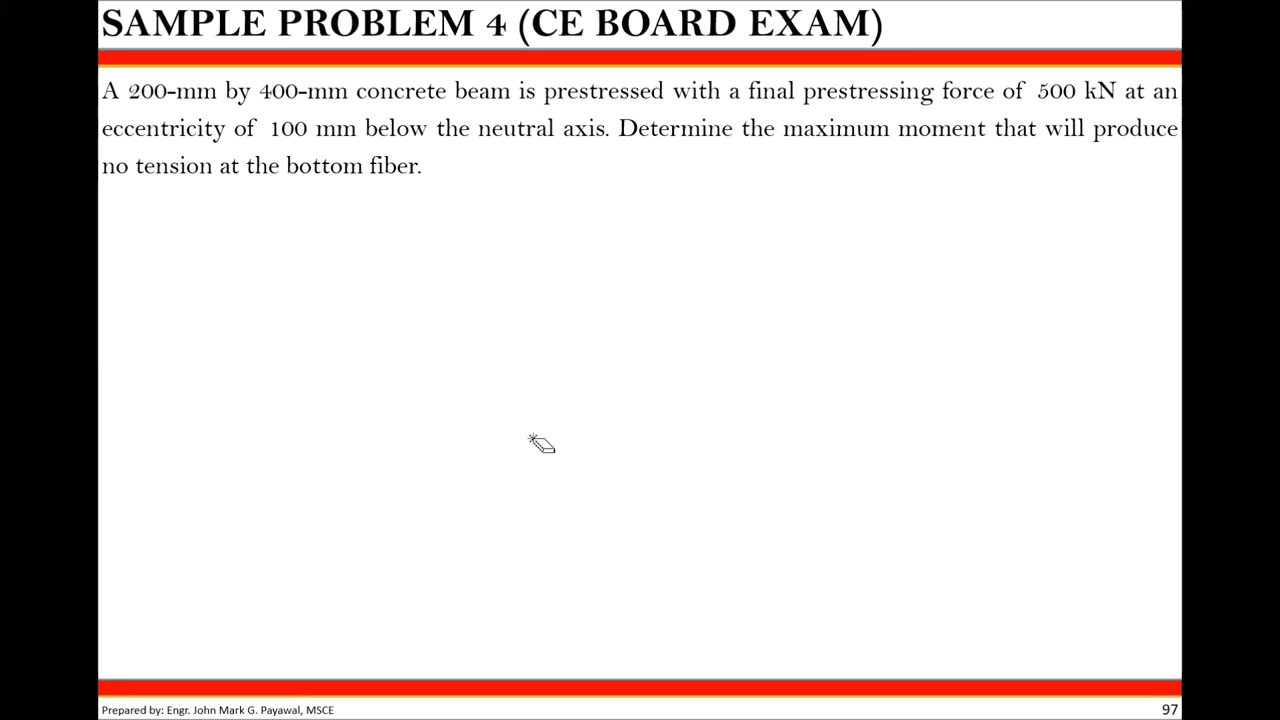 SAMPLE PROBLEM 4 (CE BOARD EXAM)
A 200-mm by 400-mm concrete beam is prestressed with a final prestressing force of 500 kN at an
eccentricity of 100 mm below the neutral axis. Determine the maximum moment that will produce
no tension at the bottom fiber.
Prepared by: Engr. John Mark G. Payawal, MSCE
97